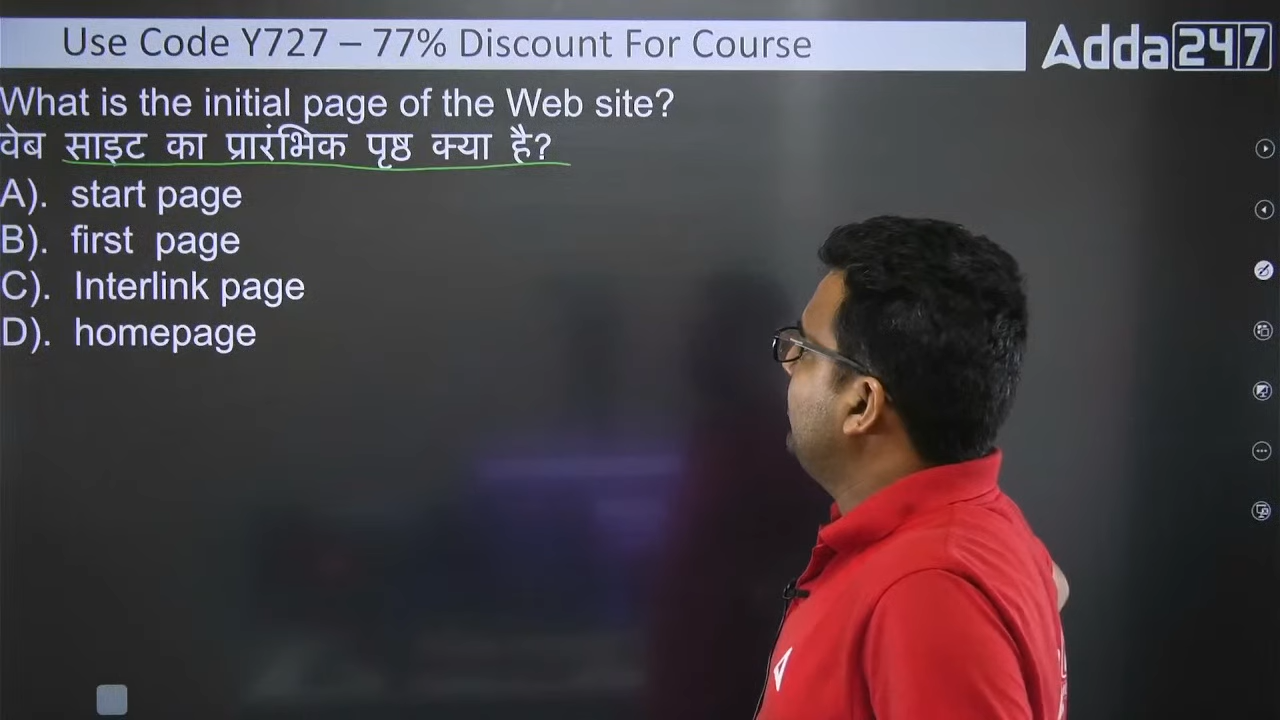 Use Code Y727 – 77% Discount For Course
Adda247
What is the initial page of the Web site?
वेब साइट का प्रारंभिक पृष्ठ क्या है?
A). start page
B). first page
C). Interlink page
D). homepage